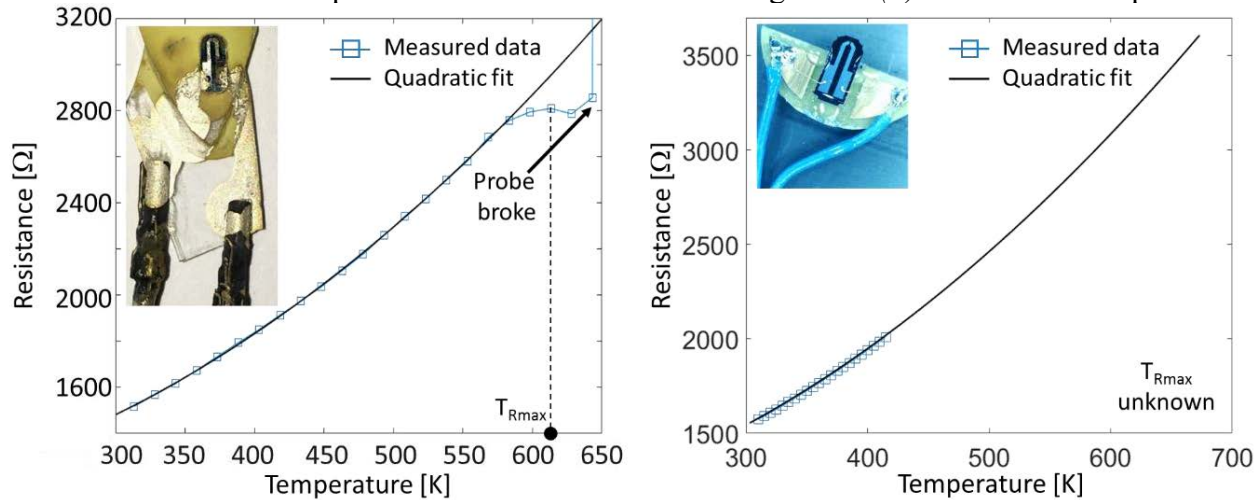 3200
2800
2400
2000
1600
Resistance [Ω]
Measured data
Quadratic fit
Probe
broke
T_Rmax
300 350 400 450 500 550 600 650
Temperature [K]
3500
3000
2500
2000
1500
Resistance [Ω]
Measured data
Quadratic fit
T_Rmax
unknown
300 400 500 600 700
Temperature [K]